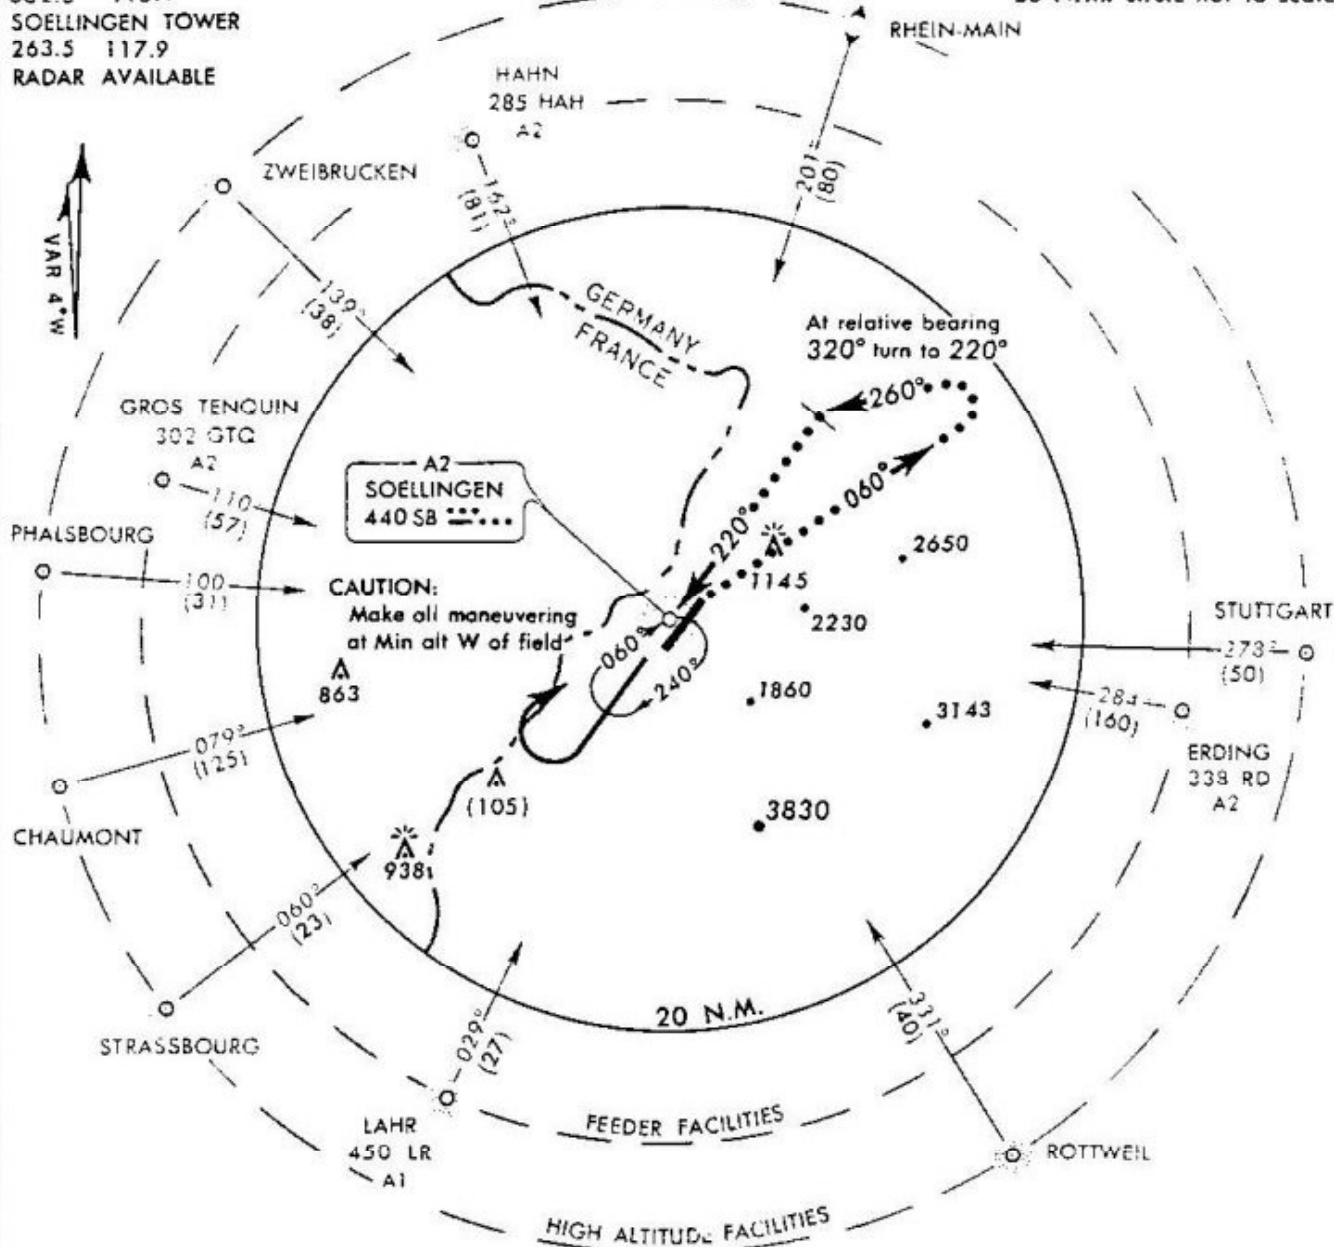 SOELLINGEN TOWER
263.5 117.9
RADAR AVAILABLE
RHEIN-MAIN
HAHN
285 HAH
A2
ZWEIBRUCKEN
162°
(81)
201°
(80)
VAR 4°W
139°
(38)
GERMANY
FRANCE
At relative bearing
320° turn to 220°
260°
GROS TENQUIN
302 GTQ
A2
110
(57)
A2
SOELLINGEN
440 SB
060°
220°
PHALSBOURG
100
(31)
CAUTION:
Make all maneuvering
at Min alt W of field
1145
2650
2230
STUTTGART
278°
(50)
060°
240°
863
1860
3143
284°
(160)
ERDING
338 RD
A2
079°
(125)
CHAUMONT
(105)
3830
938
060°
(23)
STRASSBOURG
20 N.M.
029°
(27)
331°
(40)
LAHR
450 LR
A1
FEEDER FACILITIES
ROTTWEIL
HIGH ALTITUDE FACILITIES